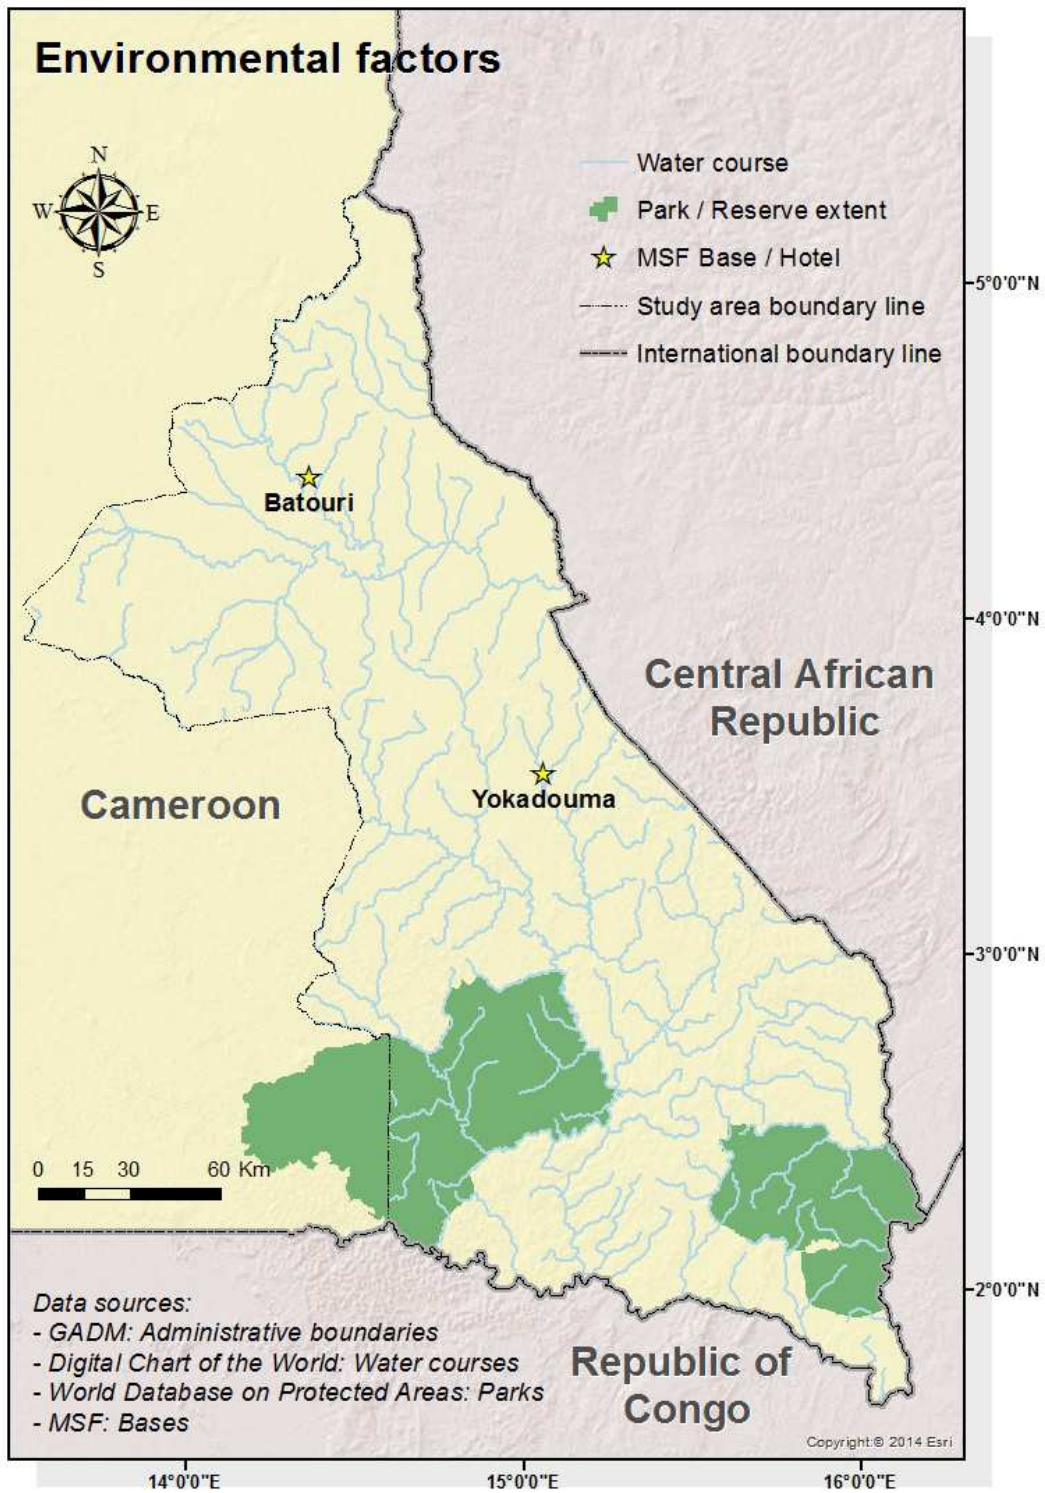 Environmental factors
N
W
E
S
Water course
Park / Reserve extent
MSF Base / Hotel
Study area boundary line
International boundary line
5°0'0"N
Batouri
4°0'0"N
Central African
Republic
Yokadouma
Cameroon
3°0'0"N
0 15 30 60 Km
2°0'0"N
Data sources:
- GADM: Administrative boundaries
- Digital Chart of the World: Water courses
- World Database on Protected Areas: Parks
- MSF: Bases
Republic of
Congo
Copyright:© 2014 Esri
14°0'0"E 15°0'0"E 16°0'0"E